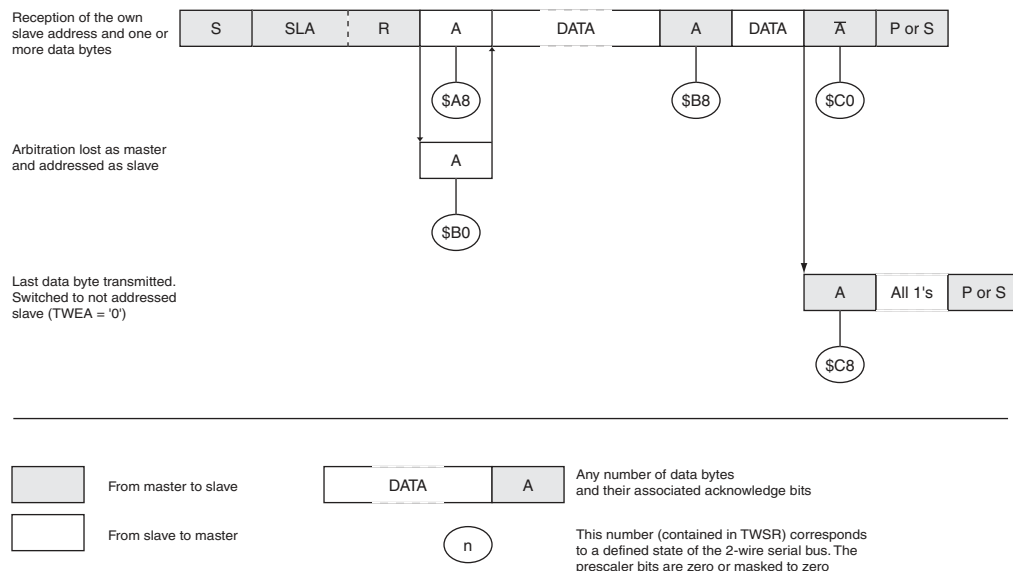 Reception of the own
slave address and one or
more data bytes
S SLA R A DATA A DATA A̅ P or S
$A8 $B8 $C0
Arbitration lost as master
and addressed as slave
A
$B0
Last data byte transmitted.
Switched to not addressed
slave (TWEA = '0')
A All 1's P or S
$C8
From master to slave
DATA A
Any number of data bytes
and their associated acknowledge bits
From slave to master
n
This number (contained in TWSR) corresponds
to a defined state of the 2-wire serial bus. The
prescaler bits are zero or masked to zero